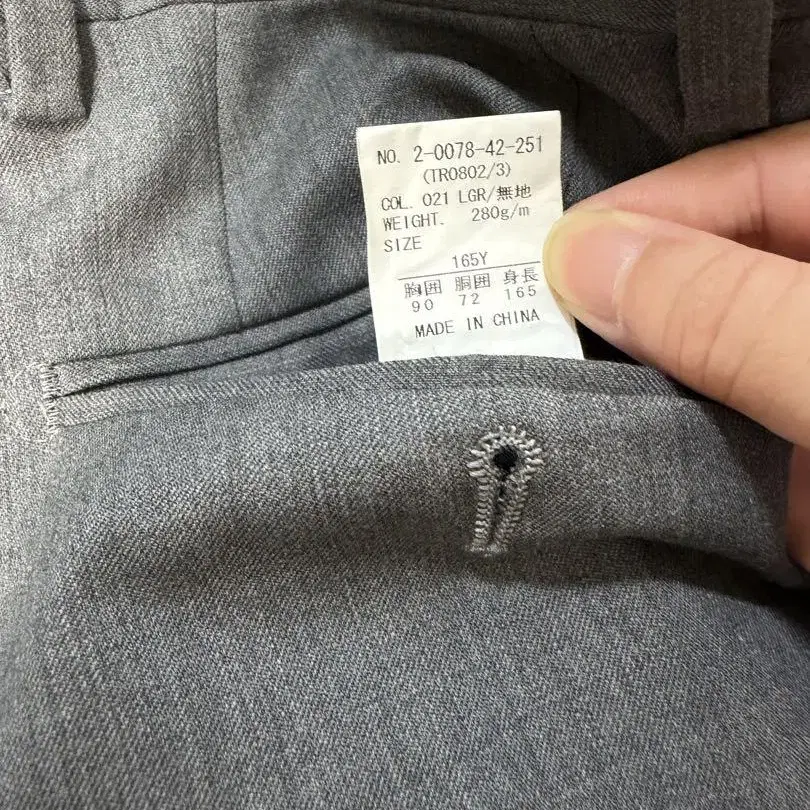 NO. 2-0078-42-251
(TR0802/3)
COL. 021 LGR/無地
WEIGHT. 280g/m
SIZE
165Y
胸囲 胴囲 身長
90 72 165
MADE IN CHINA